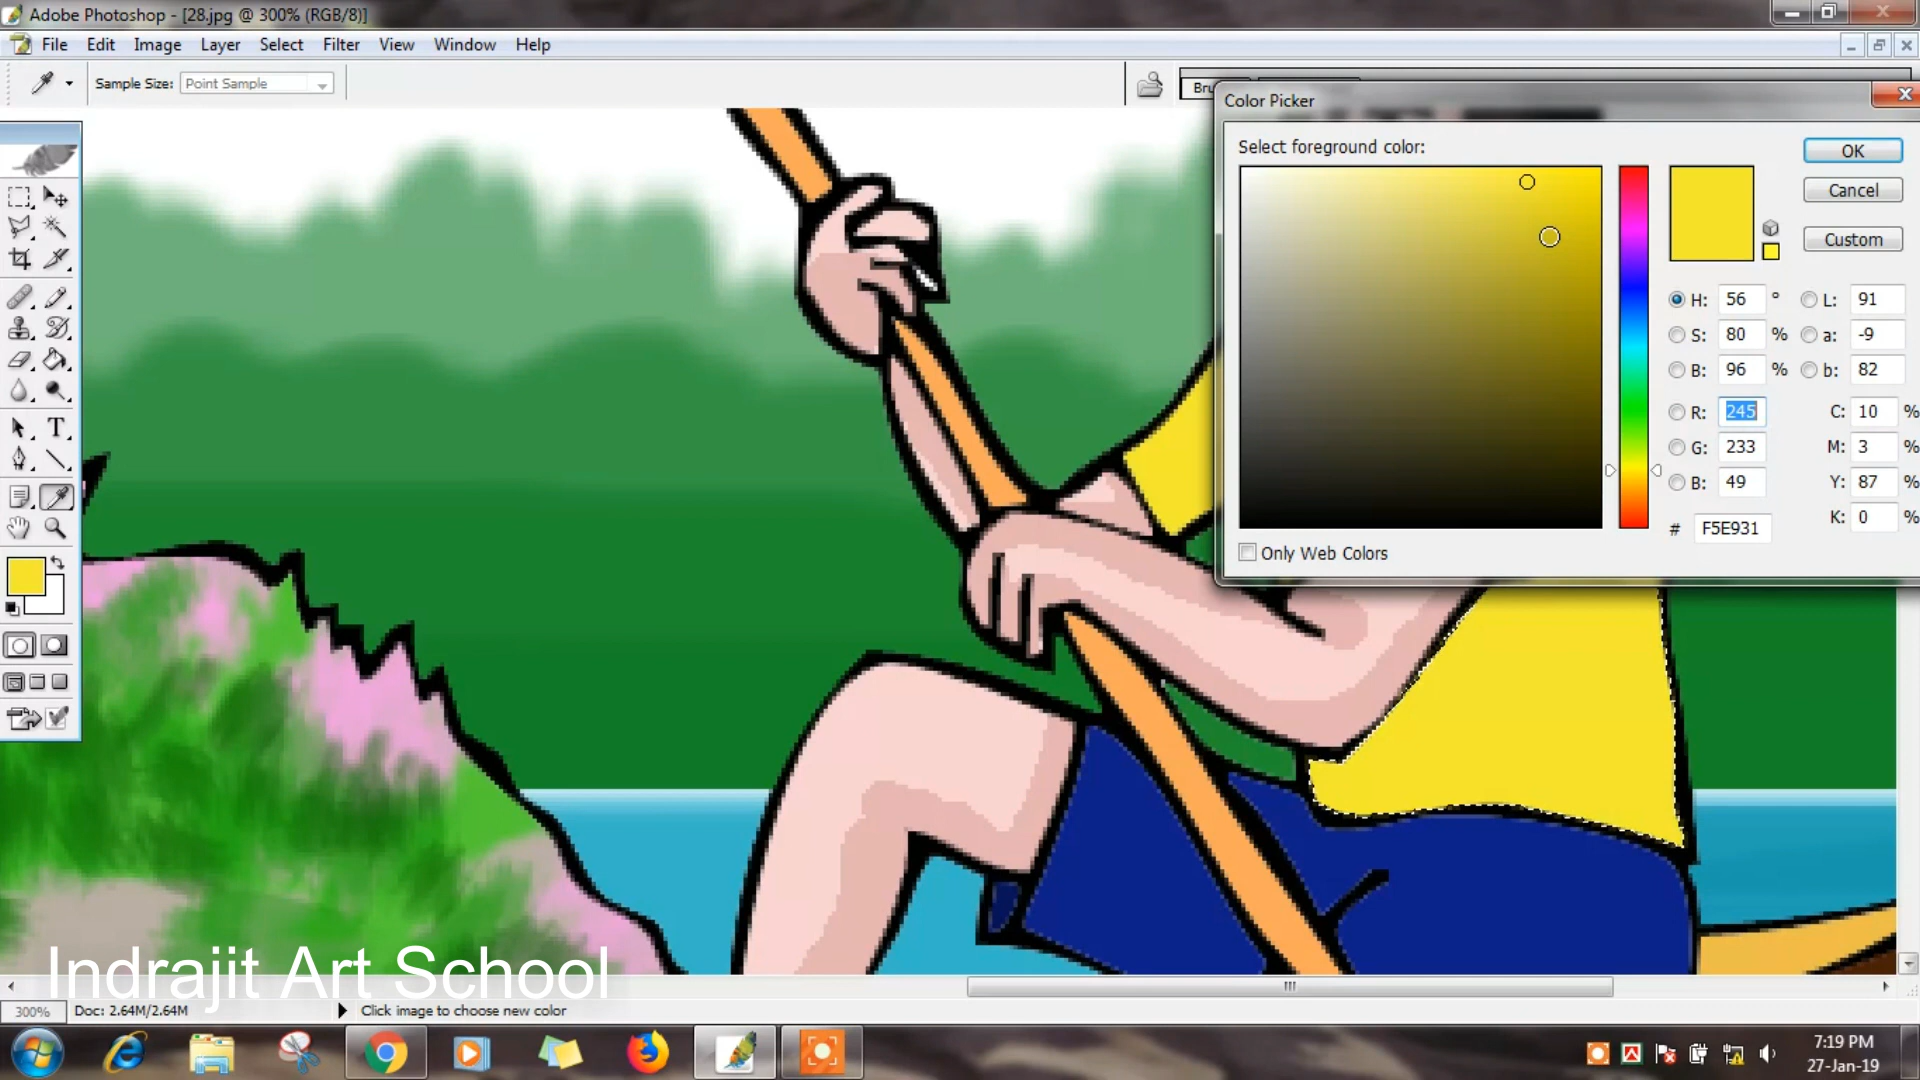 Adobe Photoshop - [28.jpg @ 300% (RGB/8)]
File Edit Image Layer Select Filter View Window Help
Sample Size: Point Sample
Color Picker
Select foreground color:
OK
Cancel
Custom
H: 56 °
L: 91
S: 80 %
a: -9
B: 96 %
b: 82
R: 245
C: 10 %
G: 233
M: 3 %
B: 49
Y: 87 %
# F5E931
K: 0 %
Only Web Colors
T
Indrajit Art School
300%
Doc: 2.64M/2.64M
Click image to choose new color
7:19 PM
27-Jan-19